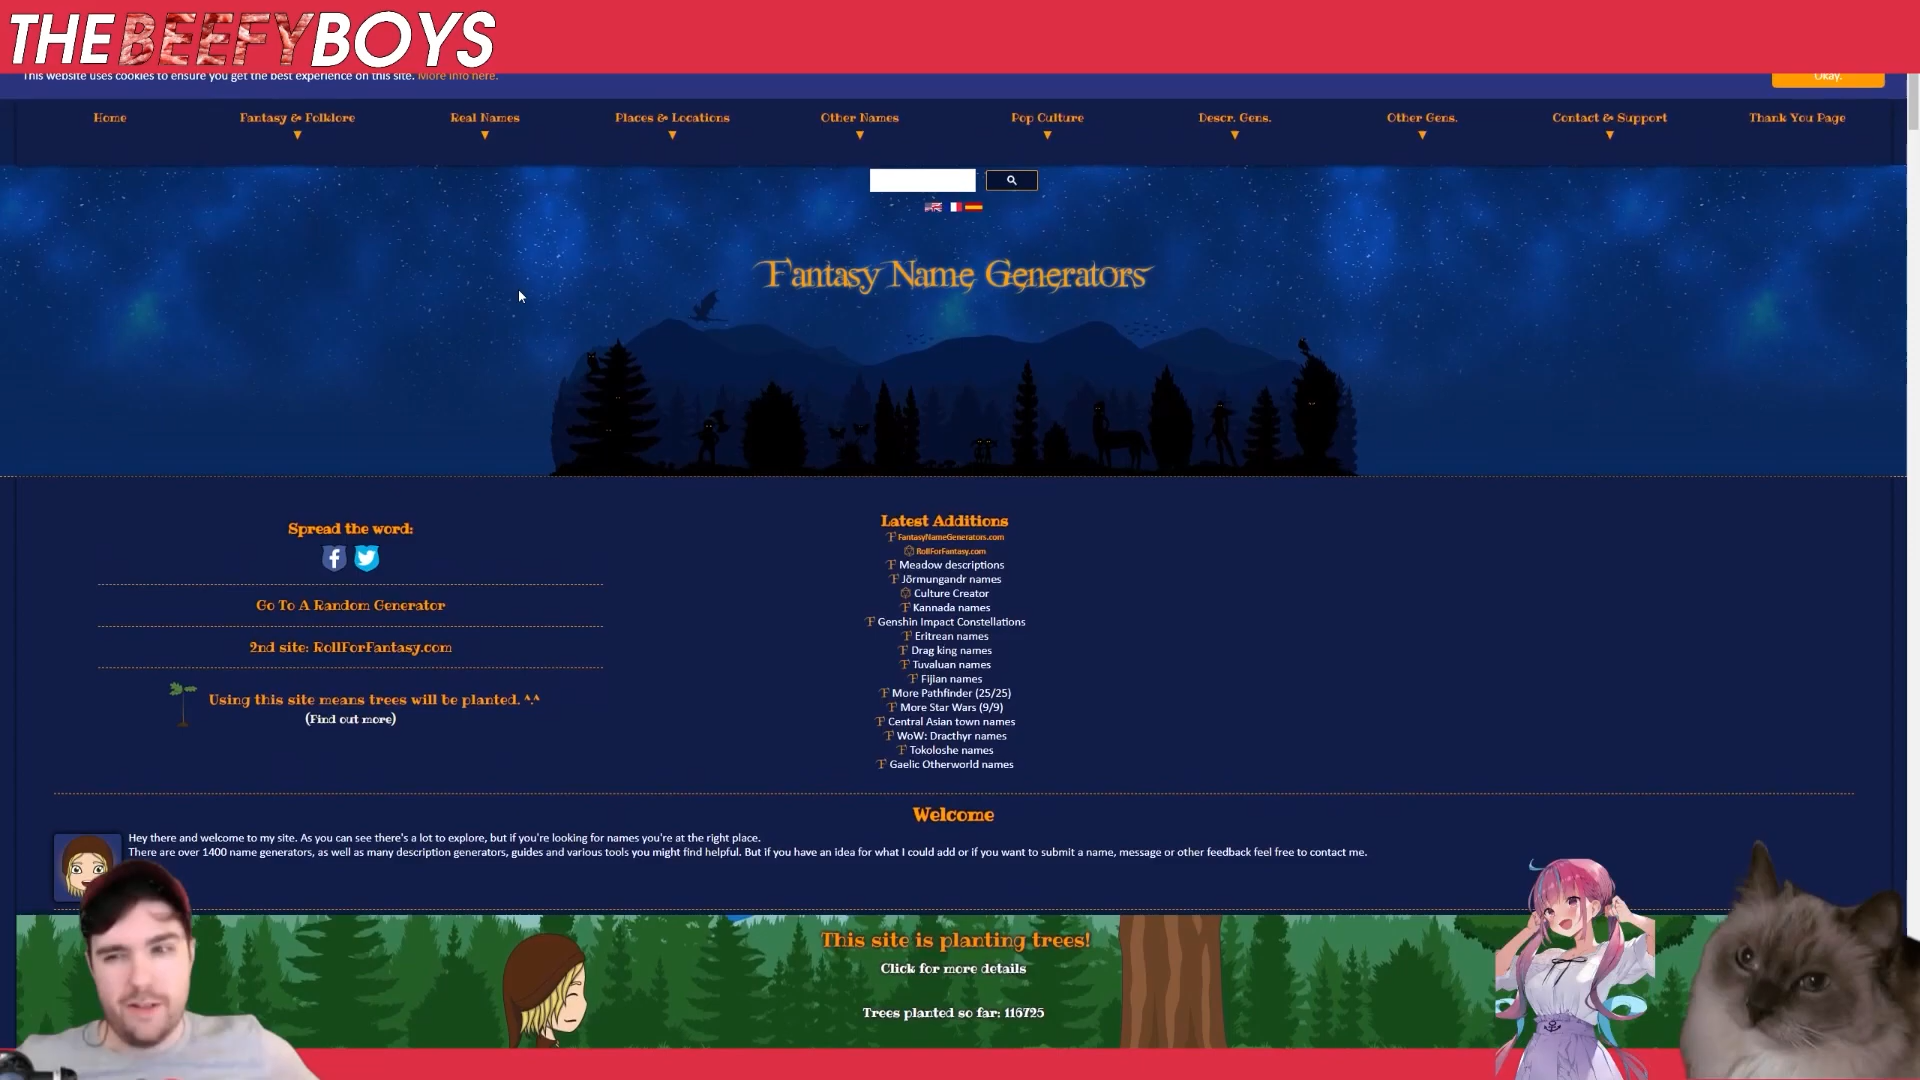 THEBEEFYBOYS
This website uses cookies to ensure you get the best experience on this site. More info here.
Okay.
Home
Fantasy & Folklore
Real Names
Places & Locations
Other Names
Pop Culture
Descr. Gens.
Other Gens.
Contact & Support
Thank You Page
Fantasy Name Generators
Spread the word:
Go To A Random Generator
2nd site: RollForFantasy.com
Using this site means trees will be planted. ^.^
(Find out more)
Latest Additions
FantasyNameGenerators.com
RollForFantasy.com
Meadow descriptions
Jörmungandr names
Culture Creator
Kannada names
Genshin Impact Constellations
Eritrean names
Drag king names
Tuvaluan names
Fijian names
More Pathfinder (25/25)
More Star Wars (9/9)
Central Asian town names
WoW: Dracthyr names
Tokoloshe names
Gaelic Otherworld names
Welcome
Hey there and welcome to my site. As you can see there's a lot to explore, but if you're looking for names you're at the right place.
There are over 1400 name generators, as well as many description generators, guides and various tools you might find helpful. But if you have an idea for what I could add or if you want to submit a name, message or other feedback feel free to contact me.
This site is planting trees!
Click for more details
Trees planted so far: 116725